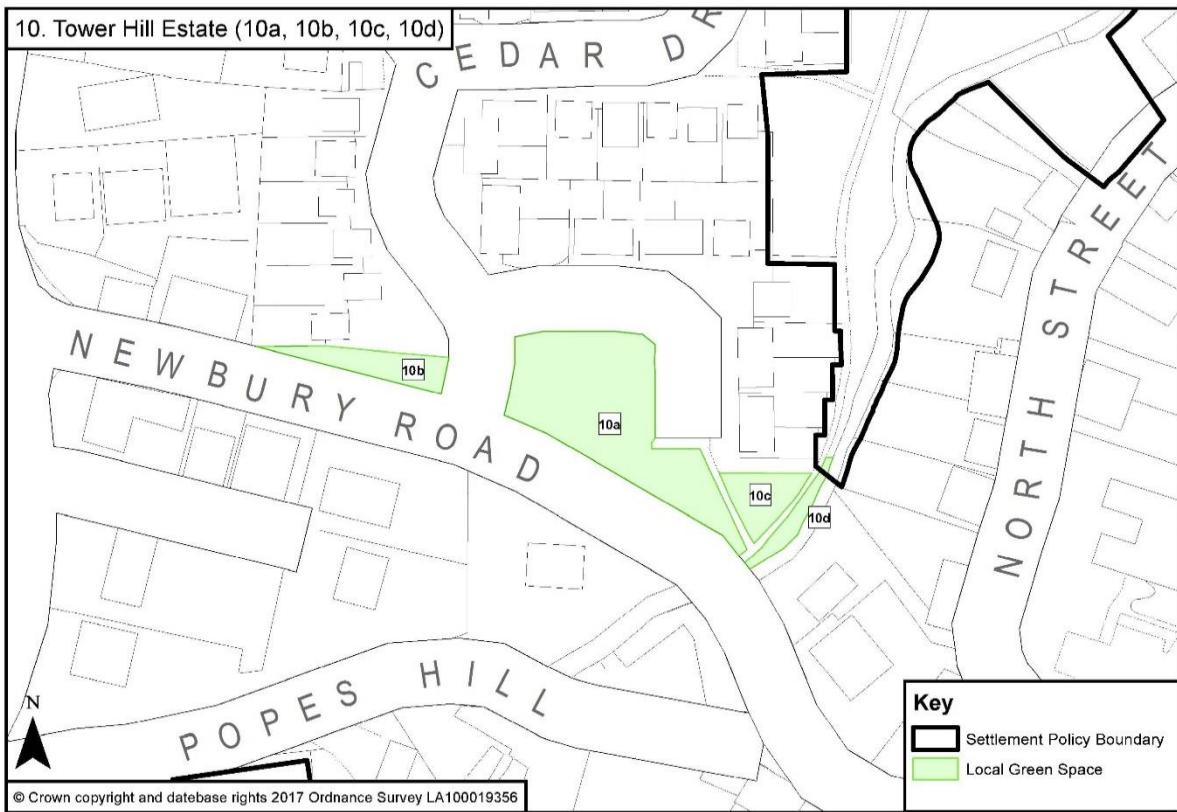 10. Tower Hill Estate (10a, 10b, 10c, 10d)
CEDAR DR
NEWBURY ROAD
NORTH STREET
POPES HILL
10b
10a
10c
10d
N
Key
Settlement Policy Boundary
Local Green Space
© Crown copyright and datebase rights 2017 Ordnance Survey LA100019356